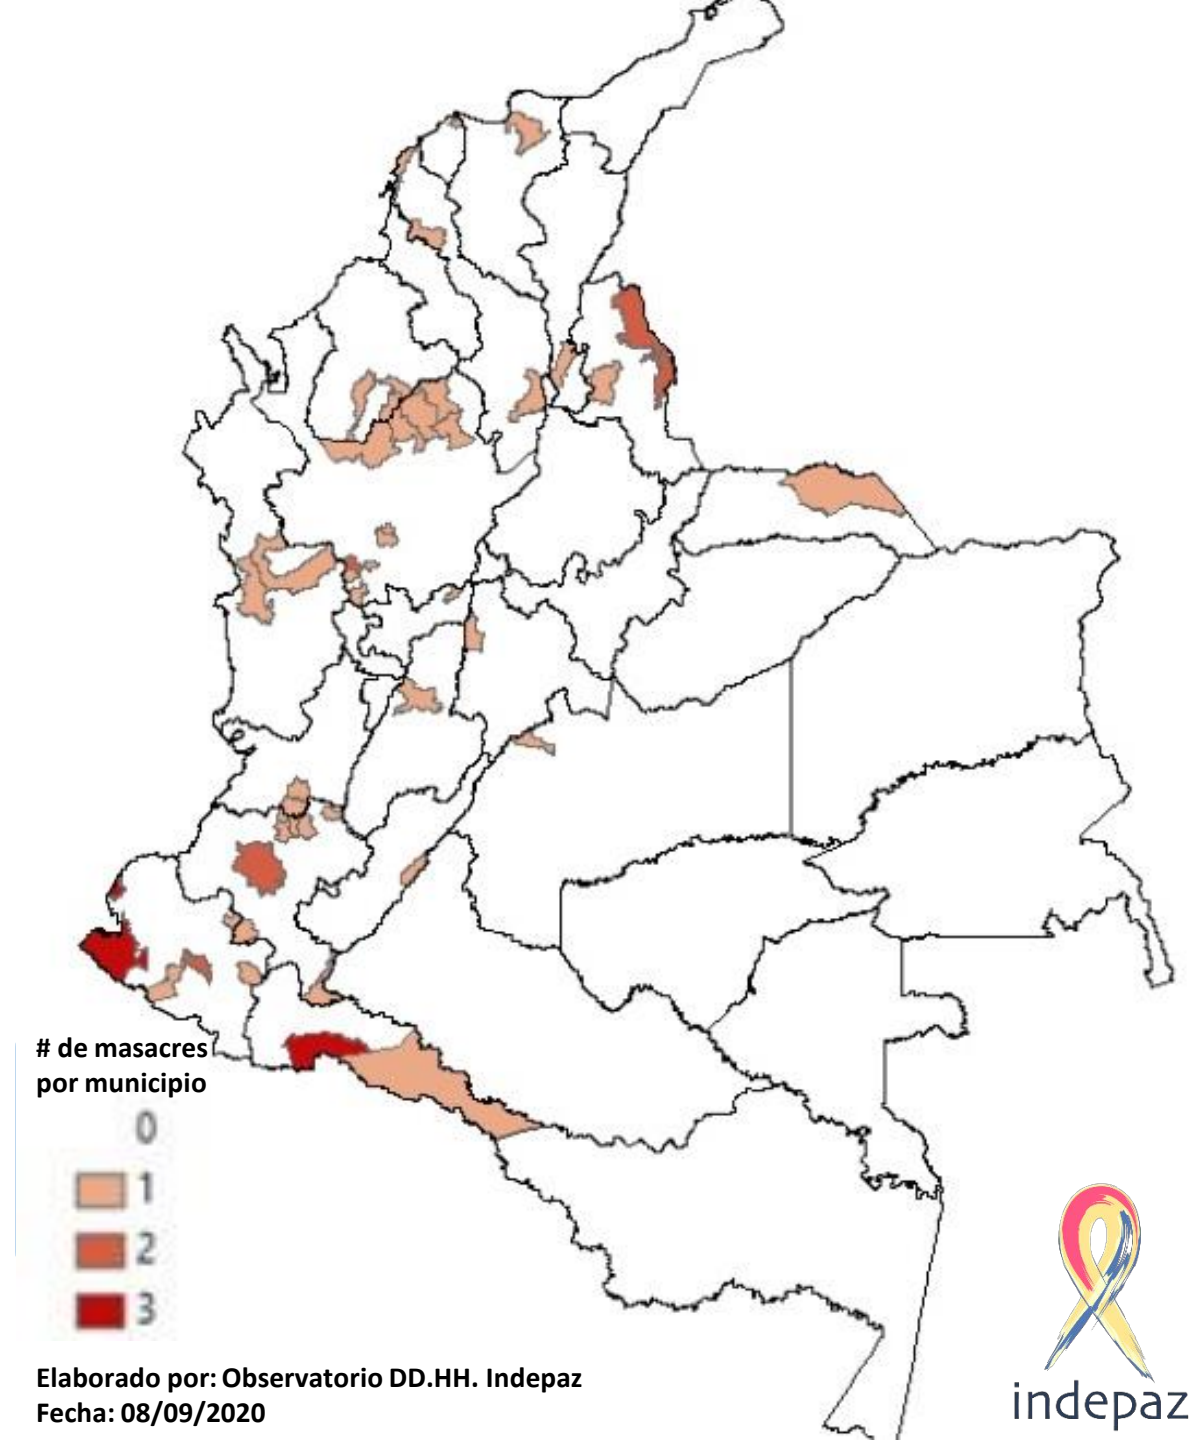 # de masacres
por municipio
0
1
2
3
Elaborado por: Observatorio DD.HH. Indepaz
Fecha: 08/09/2020
indepaz